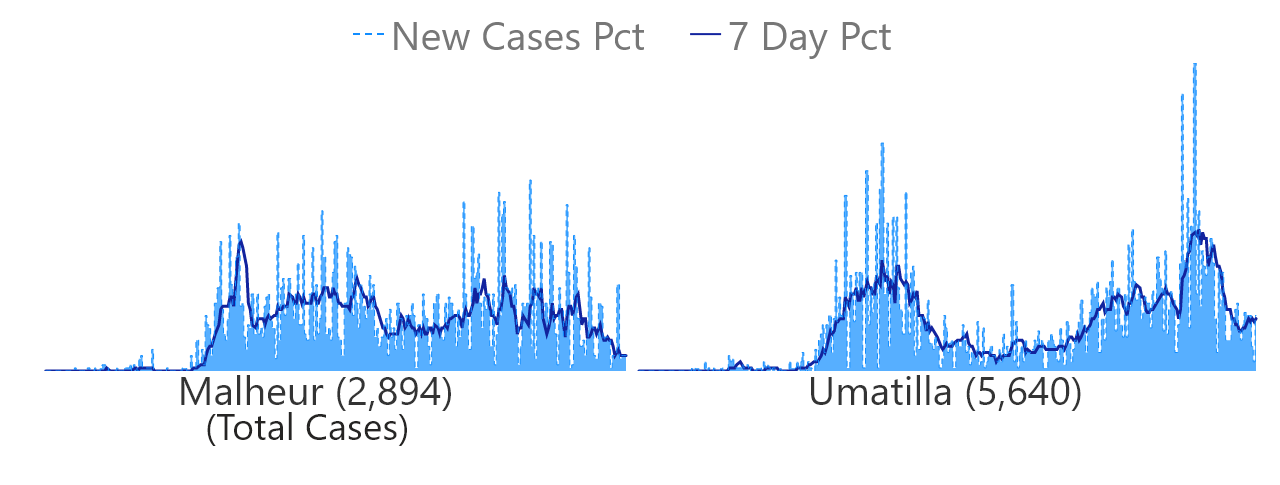 New Cases Pct 7 Day Pct
Malheur (2,894) Umatilla (5,640)
(Total Cases)